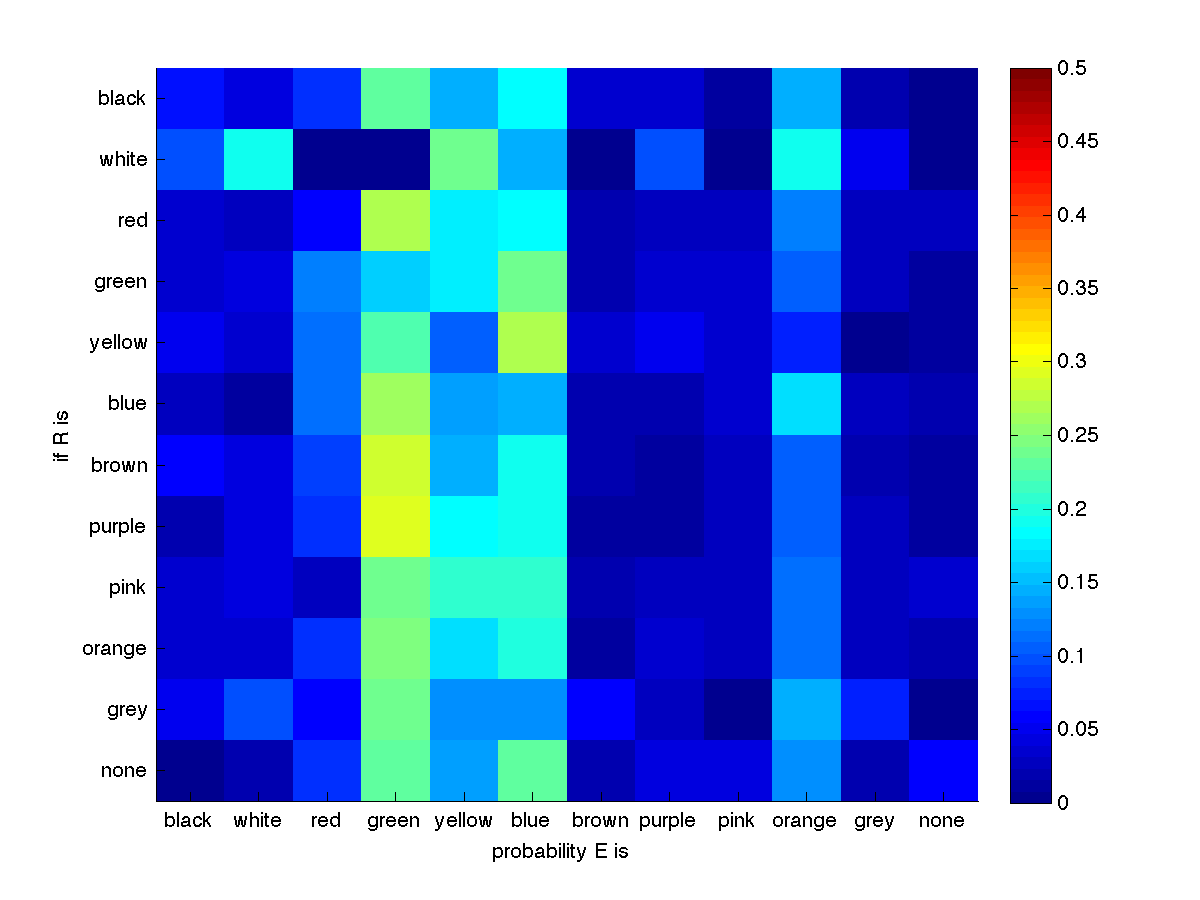 if R is
black
white
red
green
yellow
blue
brown
purple
pink
orange
grey
none
black white red green yellow blue brown purple pink orange grey none
probability E is
0.5
0.45
0.4
0.35
0.3
0.25
0.2
0.15
0.1
0.05
0